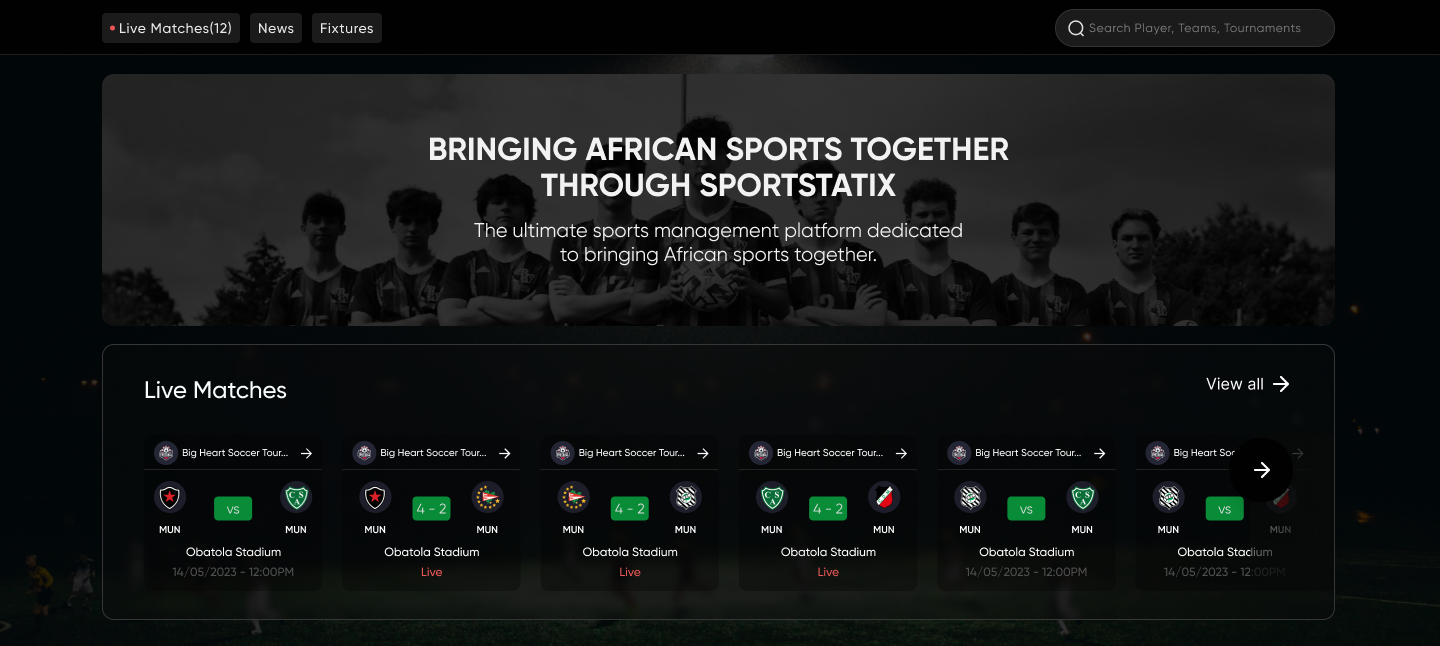 Live Matches(12)
News
Fixtures
Search Player, Teams, Tournaments
BRINGING AFRICAN SPORTS TOGETHER
THROUGH SPORTSTATIX
The ultimate sports management platform dedicated
to bringing African sports together.
Live Matches
View all
Big Heart Soccer Tour...
vs
MUN
MUN
Obatola Stadium
14/05/2023 - 12:00PM
Big Heart Soccer Tour...
4 - 2
MUN
MUN
Obatola Stadium
Live
Big Heart Soccer Tour...
4 - 2
MUN
MUN
Obatola Stadium
Live
Big Heart Soccer Tour...
4 - 2
MUN
MUN
Obatola Stadium
Live
Big Heart Soccer Tour...
vs
MUN
MUN
Obatola Stadium
14/05/2023 - 12:00PM
Big Heart Soccer
vs
MUN
MUN
Obatola Stadium
14/05/2023 - 12:00PM